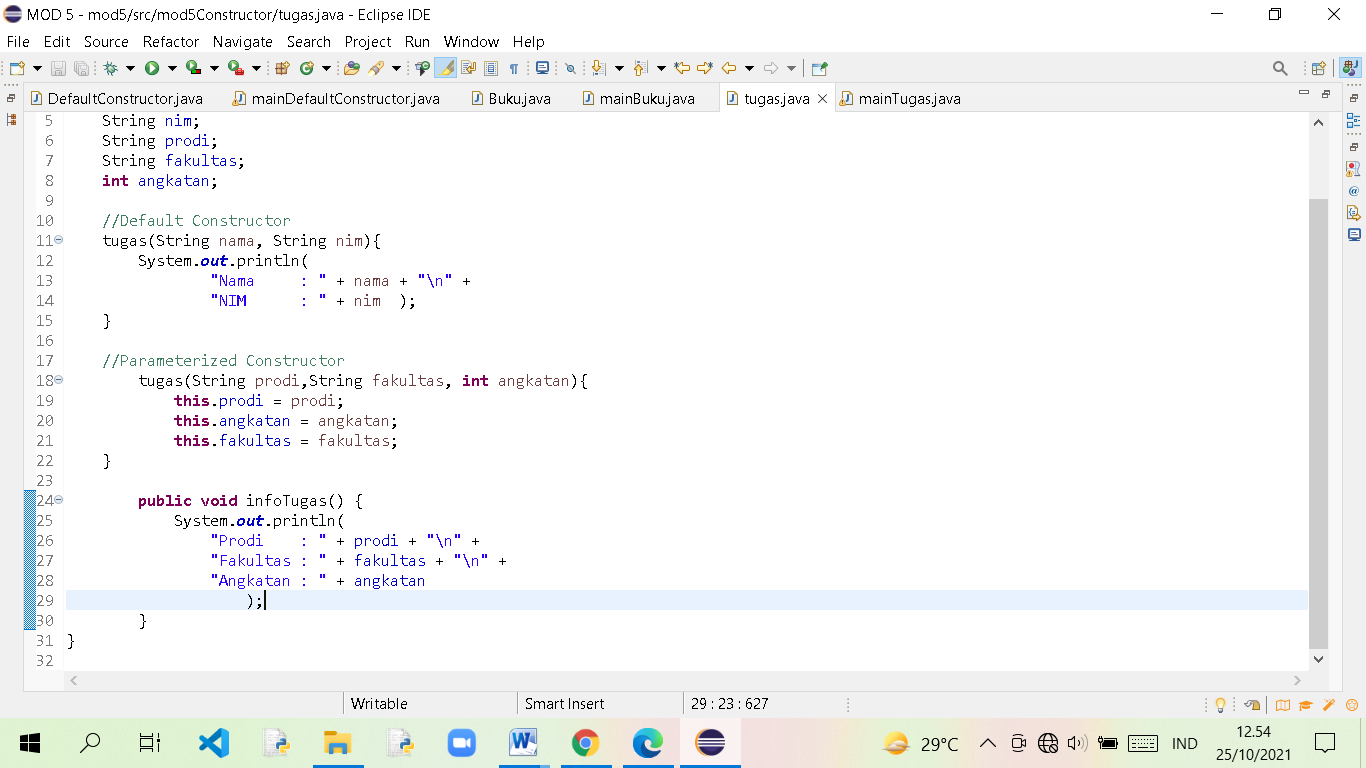 MOD 5 - mod5/src/mod5Constructor/tugas.java - Eclipse IDE
File Edit Source Refactor Navigate Search Project Run Window Help
DefaultConstructor.java mainDefaultConstructor.java Buku.java mainBuku.java tugas.java mainTugas.java
5 String nim;
6 String prodi;
7 String fakultas;
8 int angkatan;
9
10 //Default Constructor
11 tugas(String nama, String nim){
12 System.out.println(
13 "Nama     : " + nama + "\n" +
14 "NIM      : " + nim  );
15 }
16
17 //Parameterized Constructor
18 tugas(String prodi,String fakultas, int angkatan){
19 this.prodi = prodi;
20 this.angkatan = angkatan;
21 this.fakultas = fakultas;
22 }
23
24 public void infoTugas() {
25 System.out.println(
26 "Prodi    : " + prodi + "\n" +
27 "Fakultas : " + fakultas + "\n" +
28 "Angkatan : " + angkatan
29 );
30 }
31 }
32
Writable Smart Insert 29 : 23 : 627
29°C IND 12.54
25/10/2021